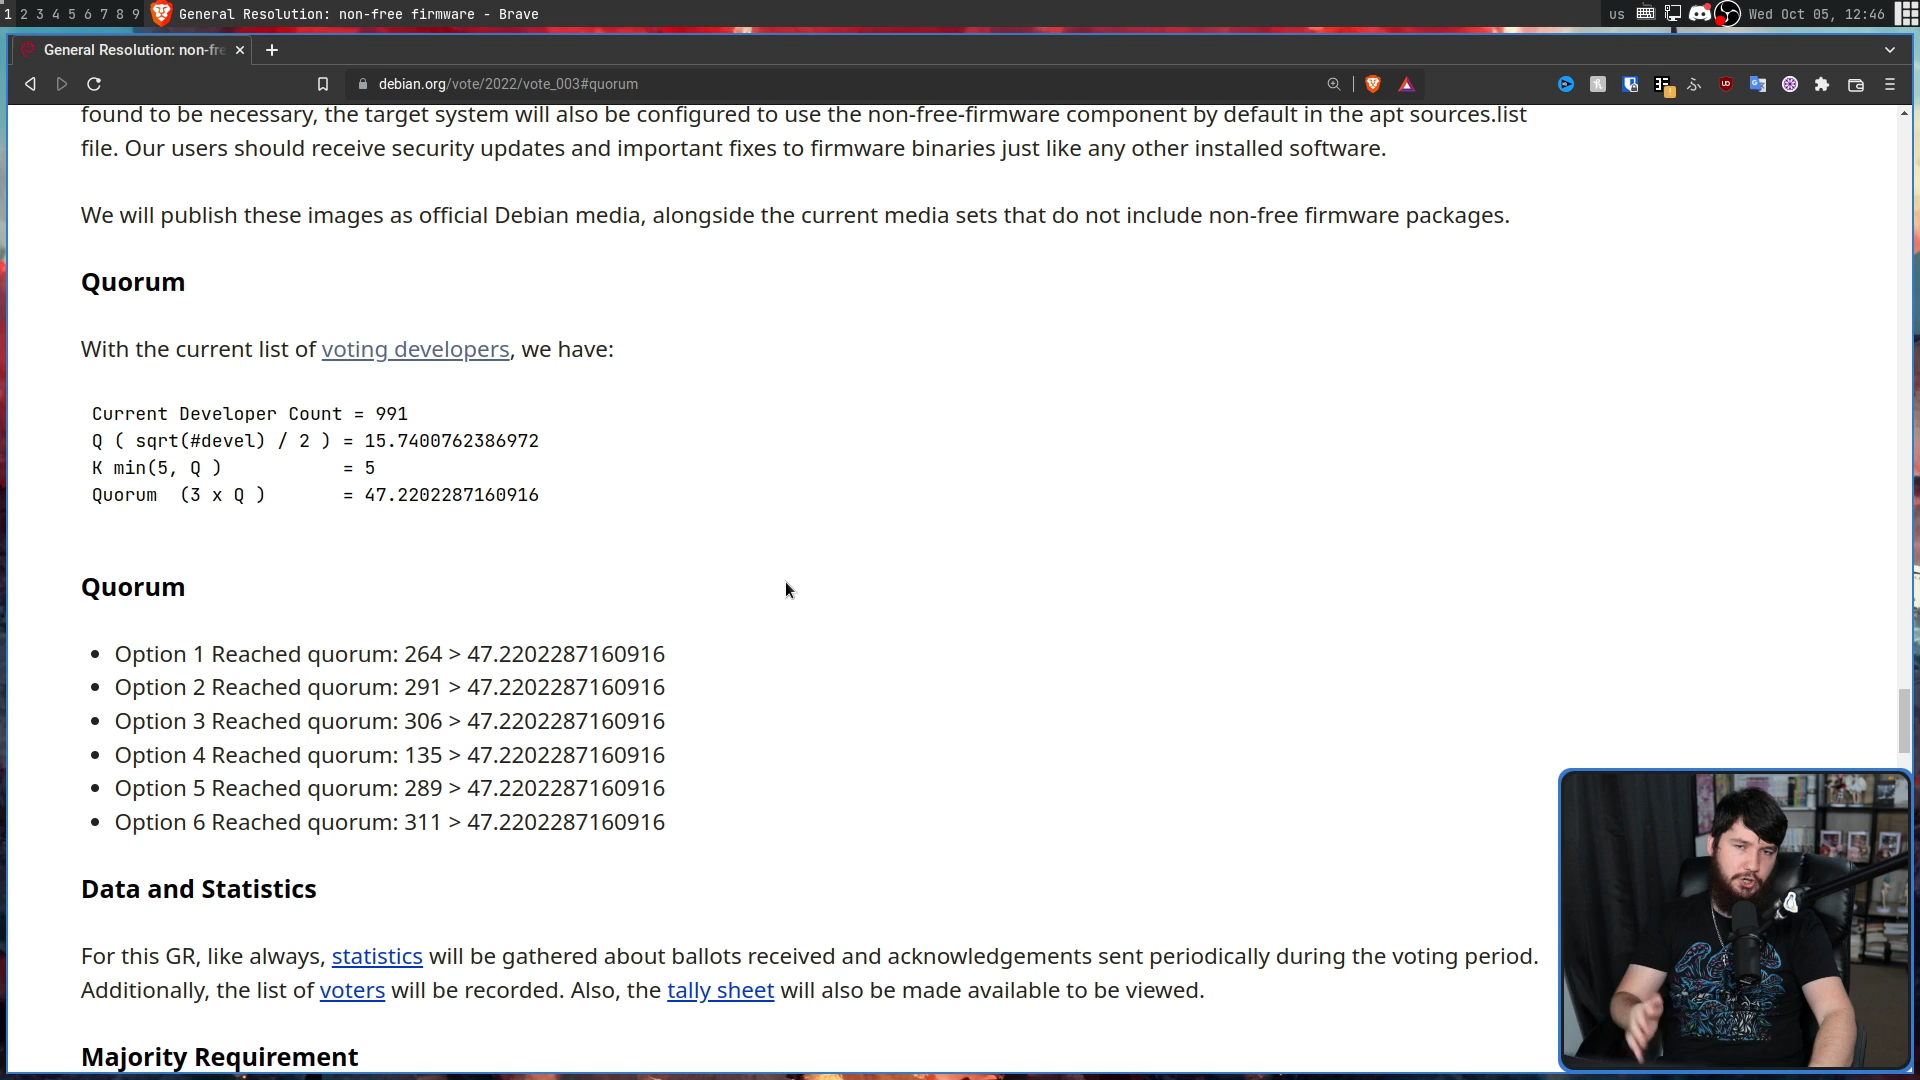 1 2 3 4 5 6 7 8 9 General Resolution: non-free firmware - Brave us Wed Oct 05, 12:46
General Resolution: non-fre
debian.org/vote/2022/vote_003#quorum
found to be necessary, the target system will also be configured to use the non-free-firmware component by default in the apt sources.list
file. Our users should receive security updates and important fixes to firmware binaries just like any other installed software.
We will publish these images as official Debian media, alongside the current media sets that do not include non-free firmware packages.
Quorum
With the current list of voting developers, we have:
Current Developer Count = 991
Q ( sqrt(#devel) / 2 ) = 15.7400762386972
K min(5, Q ) = 5
Quorum (3 x Q ) = 47.2202287160916
Quorum
Option 1 Reached quorum: 264 > 47.2202287160916
Option 2 Reached quorum: 291 > 47.2202287160916
Option 3 Reached quorum: 306 > 47.2202287160916
Option 4 Reached quorum: 135 > 47.2202287160916
Option 5 Reached quorum: 289 > 47.2202287160916
Option 6 Reached quorum: 311 > 47.2202287160916
Data and Statistics
For this GR, like always, statistics will be gathered about ballots received and acknowledgements sent periodically during the voting period.
Additionally, the list of voters will be recorded. Also, the tally sheet will also be made available to be viewed.
Majority Requirement